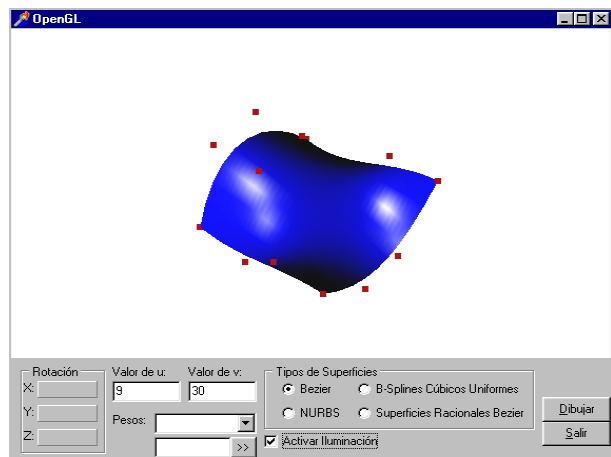 OpenGL
Rotación
X:
Y:
Z:
Valor de u:
9
Valor de v:
30
Pesos:
>>
Tipos de Superficies
Bezier
B-Splines Cúbicos Uniformes
NURBS
Superficies Racionales Bezier
Activar Iluminación
Dibujar
Salir